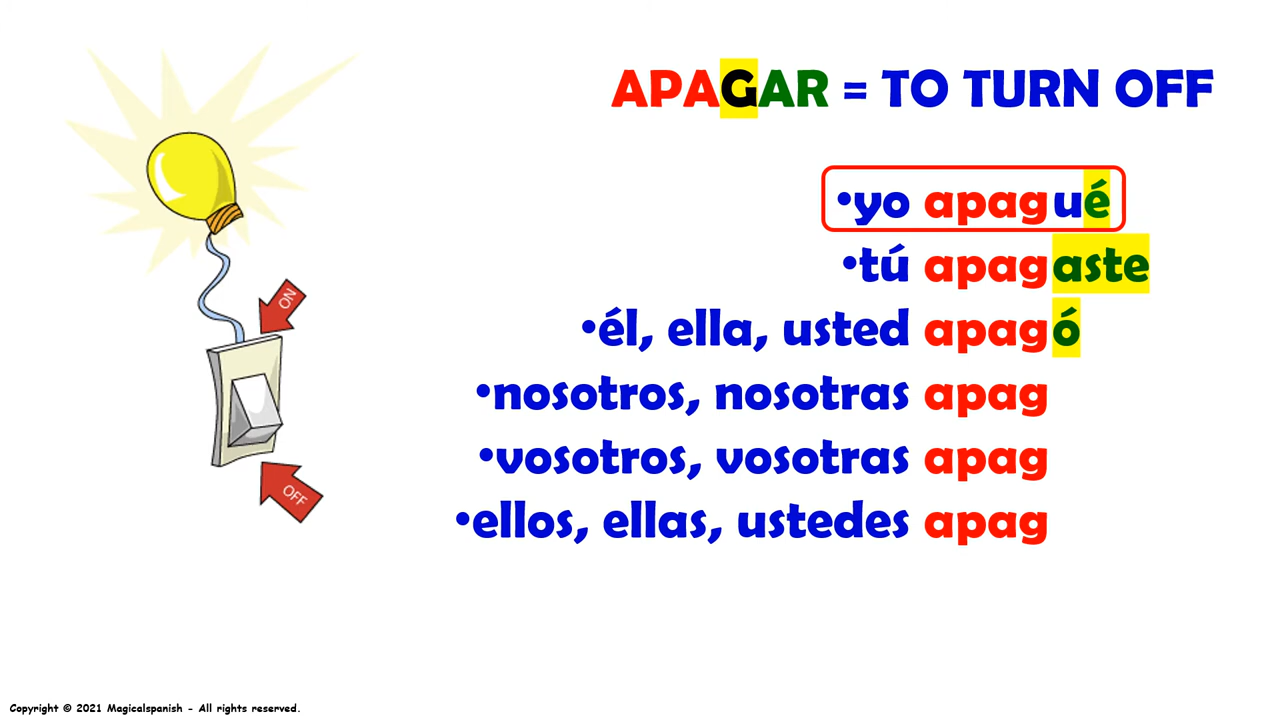 APAGAR = TO TURN OFF
•yo apagué
•tú apagaste
•él, ella, usted apagó
•nosotros, nosotras apag
•vosotros, vosotras apag
•ellos, ellas, ustedes apag
ON
OFF
Copyright © 2021 Magicalspanish - All rights reserved.